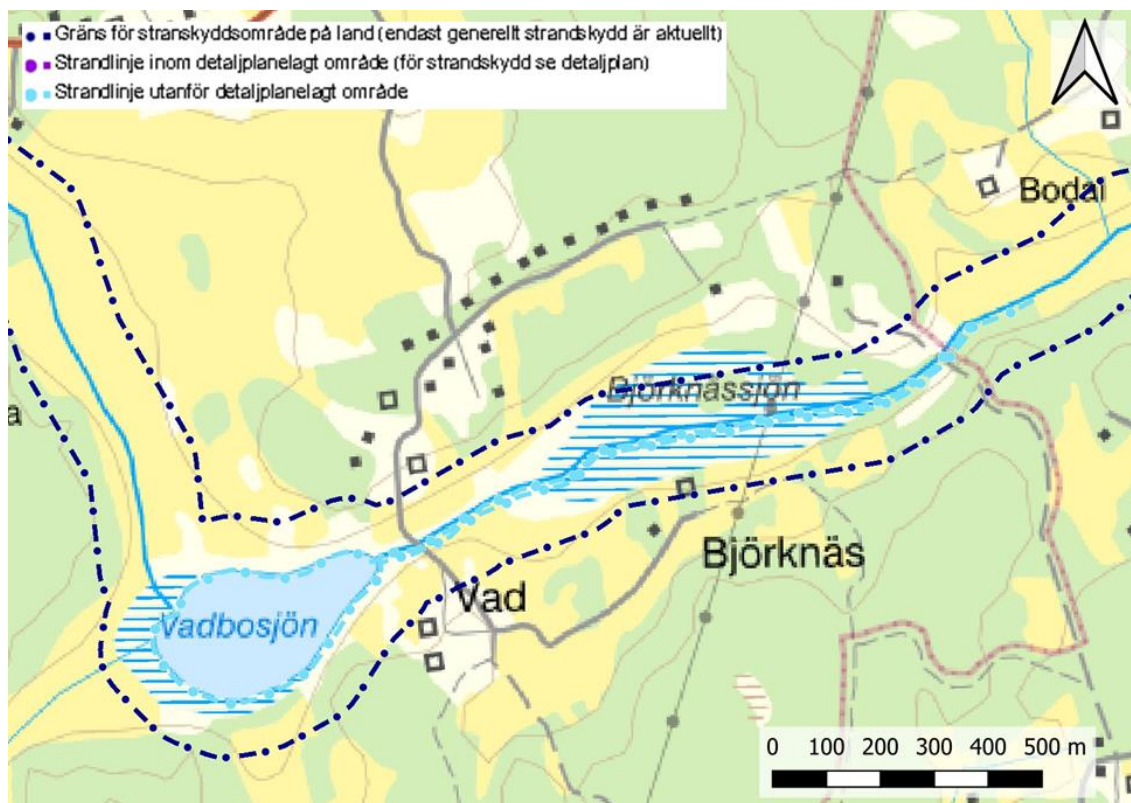 Gräns för stranskyddsområde på land (endast generellt strandskydd är aktuellt)
Strandlinje inom detaljplanelagt område (för strandskydd se detaljplan)
Strandlinje utanför detaljplanelagt område
Bodal
Björknässjön
a
Björknäs
Vad
Vadbosjön
0 100 200 300 400 500 m